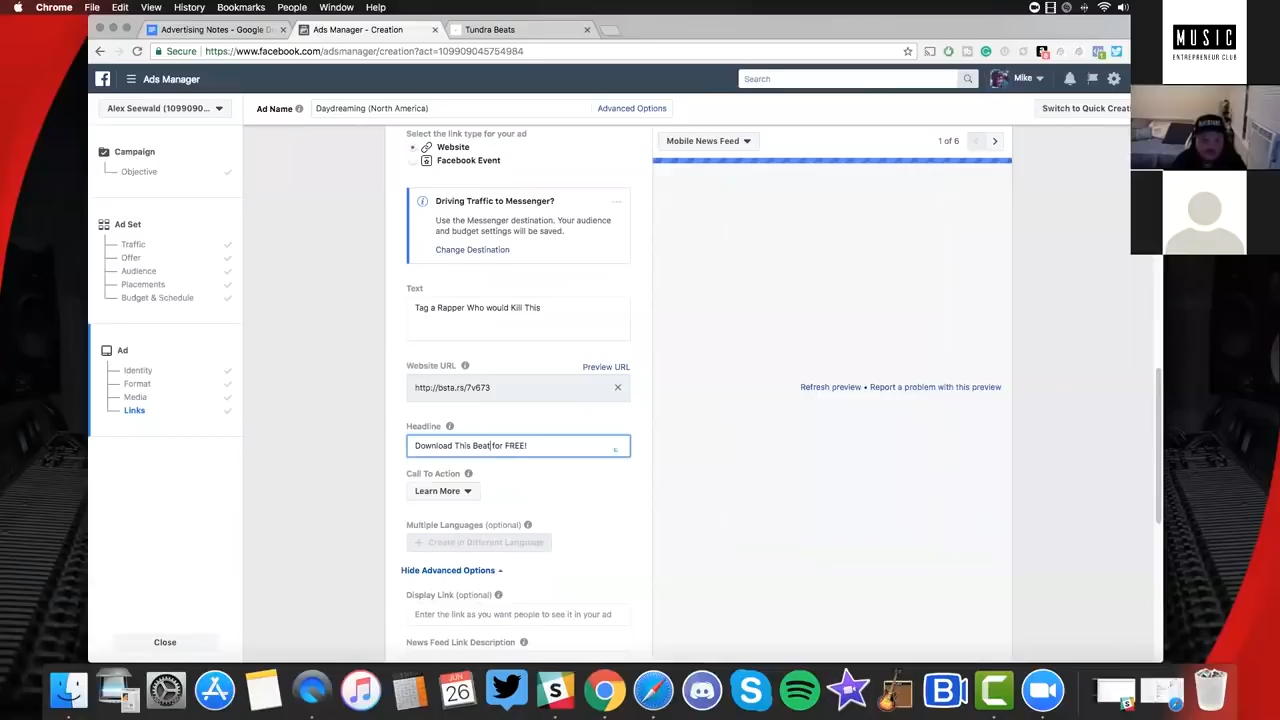 Chrome File Edit View History Bookmarks People Window Help
Advertising Notes - Google D
Ads Manager - Creation
Tundra Beats
Secure
https://www.facebook.com/adsmanager/creation?act=109909045754984
Ads Manager
Search
Mike
Alex Seewald (1099090...
Ad Name
Daydreaming (North America)
Advanced Options
Switch to Quick Creat
Campaign
Objective
Ad Set
Traffic
Offer
Audience
Placements
Budget & Schedule
Ad
Identity
Format
Media
Links
Close
Select the link type for your ad
Website
Facebook Event
Driving Traffic to Messenger?
Use the Messenger destination. Your audience
and budget settings will be saved.
Change Destination
Text
Tag a Rapper Who would Kill This
Website URL
Preview URL
http://bsta.rs/7v673
Headline
Download This Beat for FREE!
Call To Action
Learn More
Multiple Languages (optional)
+ Create in Different Language
Hide Advanced Options
Display Link (optional)
Enter the link as you want people to see it in your ad
News Feed Link Description
Mobile News Feed
1 of 6
Refresh preview • Report a problem with this preview
MUSIC
ENTREPRENEUR CLUB
JUN
26